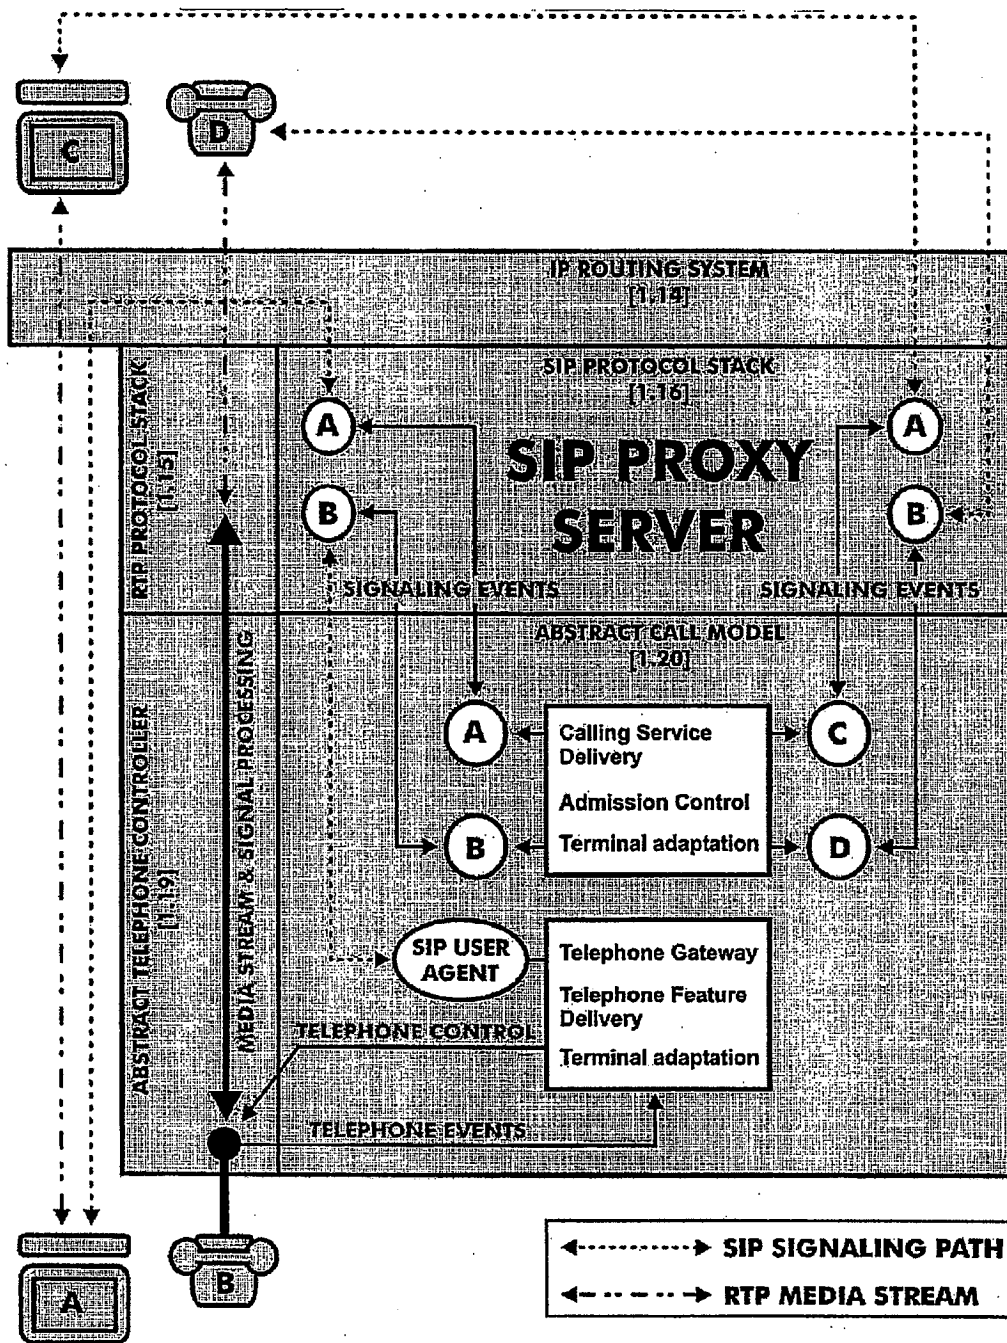 C
D
IP ROUTING SYSTEM
[1.14]
RTP PROTOCOL STACK
[1.15]
SIP PROTOCOL STACK
[1.16]
A
A
SIP PROXY
SERVER
B
B
SIGNALING EVENTS
SIGNALING EVENTS
ABSTRACT TELEPHONE CONTROLLER
[1.19]
MEDIA STREAM & SIGNAL PROCESSING
ABSTRACT CALL MODEL
[1.20]
A
Calling Service
Delivery
C
Admission Control
B
Terminal adaptation
D
SIP USER
AGENT
Telephone Gateway
Telephone Feature
Delivery
TELEPHONE CONTROL
Terminal adaptation
TELEPHONE EVENTS
A
B
SIP SIGNALING PATH
RTP MEDIA STREAM